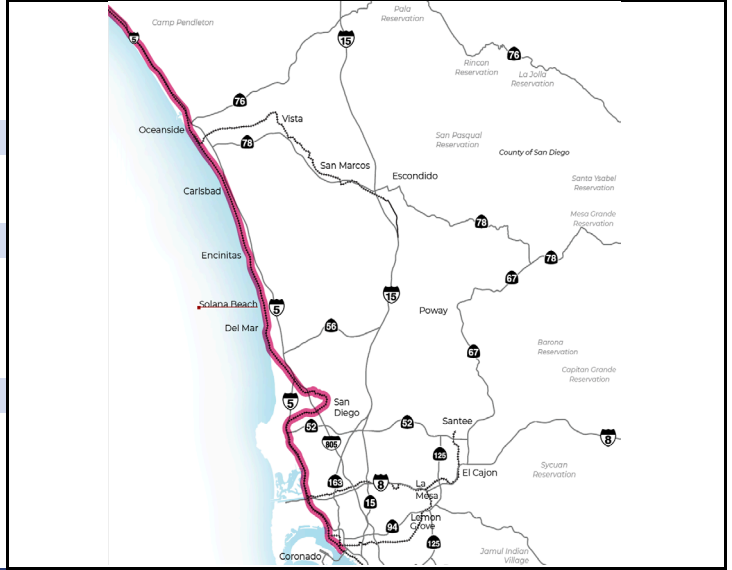 Pala
Reservation
Camp Pendleton
5
15
76
Rincon
Reservation
La Jolla
Reservation
76
Vista
Oceanside
78
San Pasqual
Reservation
County of San Diego
San Marcos
Escondido
Santa Ysabel
Reservation
Carlsbad
Mesa Grande
Reservation
78
Encinitas
78
67
15
Solana Beach
5
Poway
56
Del Mar
67
Barona
Reservation
Capitan Grande
Reservation
5
San
Diego
52
52
Santee
805
8
125
El Cajon
Sycuan
Reservation
163
8
La
Mesa
15
Lemon
Grove
94
125
Coronado
Jamul Indian
Village